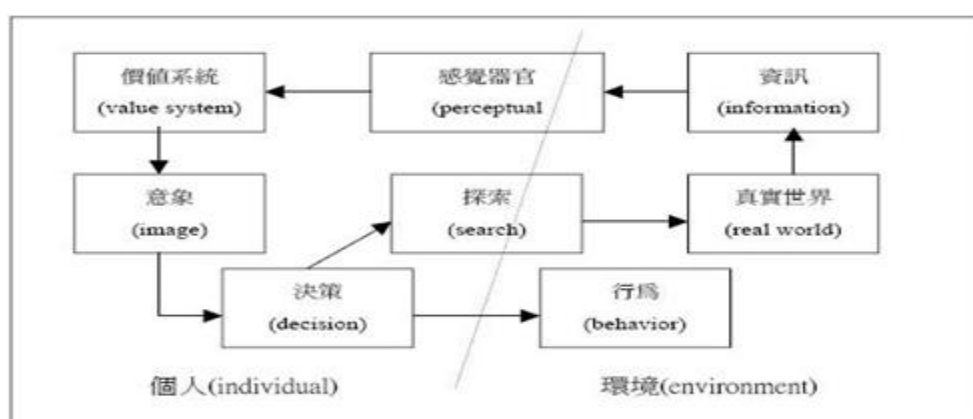 價值系統
(value system)
感覺器官
(perceptual
資訊
(information)
意象
(image)
探索
(search)
真實世界
(real world)
決策
(decision)
行為
(behavior)
個人(individual)
環境(environment)